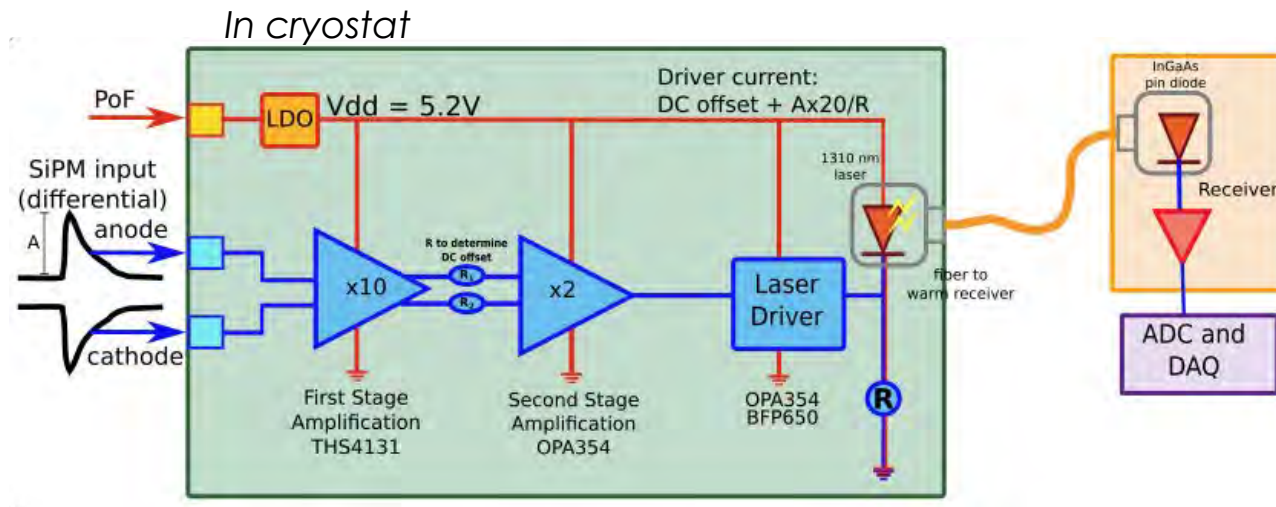 In cryostat
PoF
LDO
Vdd = 5.2V
Driver current:
DC offset + Ax20/R
InGaAs
pin diode
SiPM input
(differential)
anode
A
1310 nm
laser
Receiver
R to determine
DC offset
R₁
R₂
x10
x2
Laser
Driver
fiber to
warm receiver
cathode
First Stage
Amplification
THS4131
Second Stage
Amplification
OPA354
OPA354
BFP650
R
ADC and
DAQ